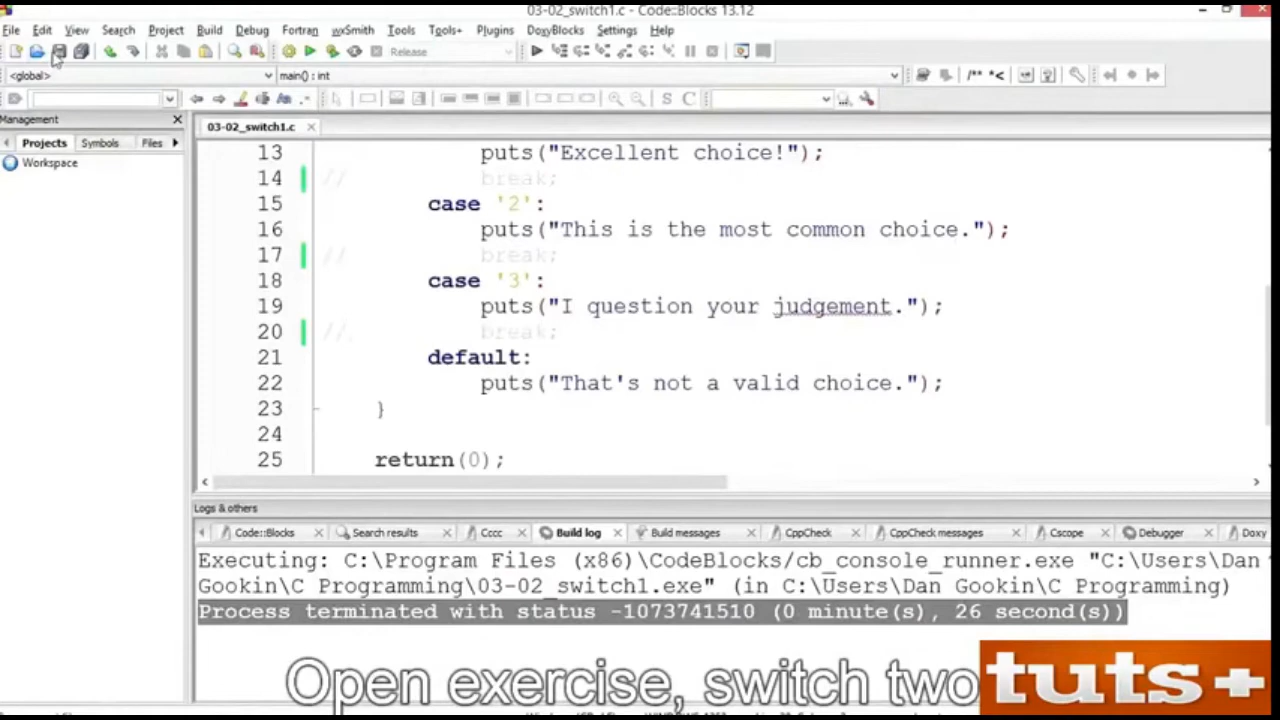 03-02_switch1.c - Code::Blocks 13.12
File Edit View Search Project Build Debug Fortran wxSmith Tools Tools+ Plugins DoxyBlocks Settings Help
Release
<global> main() : int /** *<
S C
Management
03-02_switch1.c
Projects Symbols Files
Workspace
13 puts("Excellent choice!");
14 // break;
15 case '2':
16 puts("This is the most common choice.");
17 // break;
18 case '3':
19 puts("I question your judgement.");
20 // break;
21 default:
22 puts("That's not a valid choice.");
23 }
24
25 return(0);
Logs & others
Code::Blocks Search results Cccc Build log Build messages CppCheck CppCheck messages Cscope Debugger Doxy
Executing: C:\Program Files (x86)\CodeBlocks/cb_console_runner.exe "C:\Users\Dan
Gookin\C Programming\03-02_switch1.exe" (in C:\Users\Dan Gookin\C Programming)
Process terminated with status -1073741510 (0 minute(s), 26 second(s))
Open exercise, switch two
tuts+